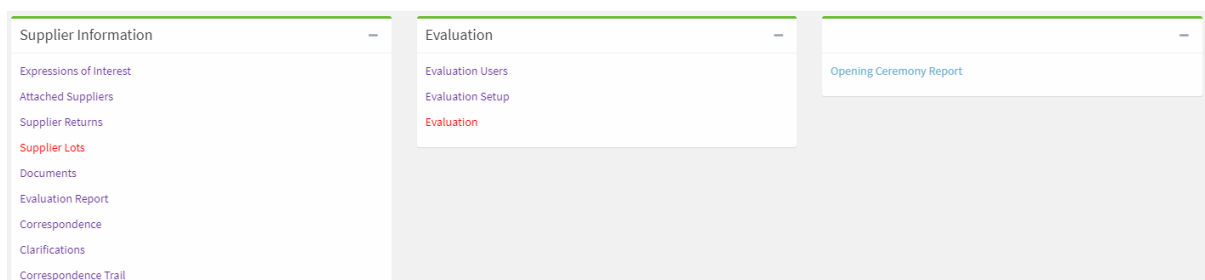 Supplier Information
Expressions of Interest
Attached Suppliers
Supplier Returns
Supplier Lots
Documents
Evaluation Report
Correspondence
Clarifications
Correspondence Trail
Evaluation
Evaluation Users
Evaluation Setup
Evaluation
Opening Ceremony Report